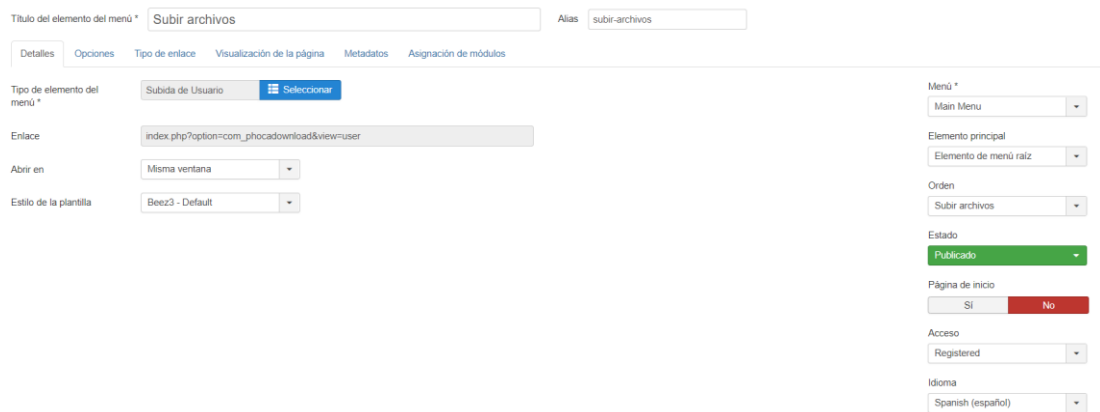 Título del elemento del menú * Subir archivos Alias subir-archivos
Detalles Opciones Tipo de enlace Visualización de la página Metadatos Asignación de módulos
Tipo de elemento del menú *
Subida de Usuario Seleccionar
Enlace index.php?option=com_phocadownload&view=user
Abrir en Misma ventana
Estilo de la plantilla Beez3 - Default
Menú *
Main Menu
Elemento principal
Elemento de menú raíz
Orden
Subir archivos
Estado
Publicado
Página de inicio
Sí No
Acceso
Registered
Idioma
Spanish (español)